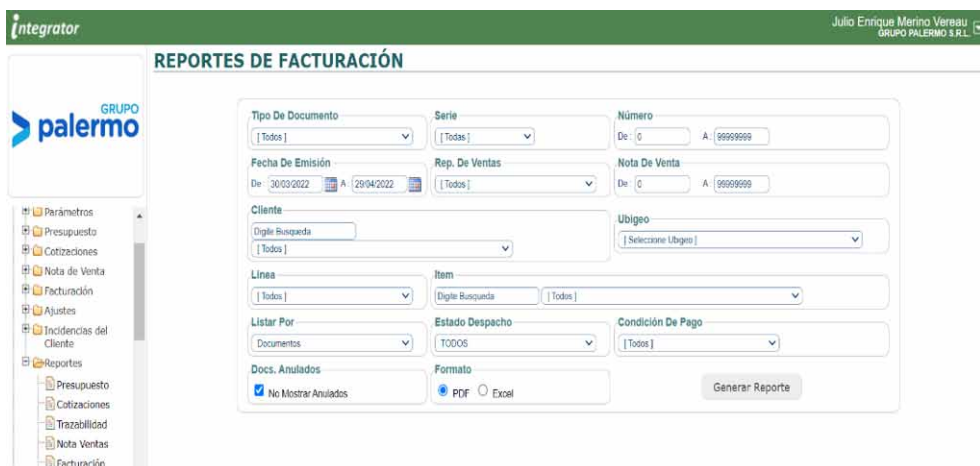 integrator
Julio Enrique Merino Vereau
GRUPO PALERMO S.R.L.
GRUPO
palermo
Parámetros
Presupuesto
Cotizaciones
Nota de Venta
Facturación
Ajustes
Incidencias del
Cliente
Reportes
Presupuesto
Cotizaciones
Trazabilidad
Nota Ventas
Facturación
REPORTES DE FACTURACIÓN
Tipo De Documento Serie Número
[ Todos ] [ Todas ] De : 0 A : 99999999
Fecha De Emisión Rep. De Ventas Nota De Venta
De : 30/03/2022 A : 29/04/2022 [ Todos ] De : 0 A : 99999999
Cliente Ubigeo
Digite Busqueda
[ Todos ] [ Seleccione Ubigeo ]
Linea Item
[ Todos ] Digite Busqueda [ Todos ]
Listar Por Estado Despacho Condición De Pago
Documentos TODOS [ Todos ]
Docs. Anulados Formato
No Mostrar Anulados PDF Excel Generar Reporte